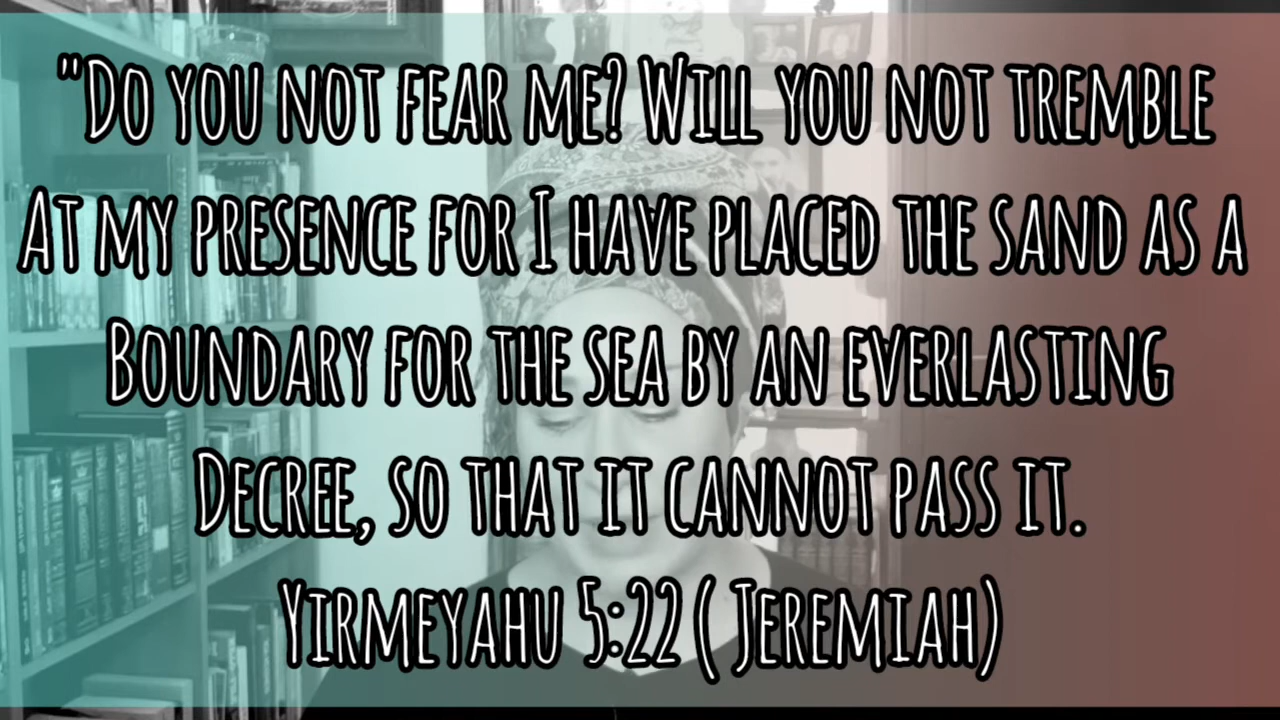 "Do you not fear me? Will you not tremble
At my presence for I have placed the sand as a
Boundary for the sea by an everlasting
Decree, so that it cannot pass it.
Yirmeyahu 5:22 ( Jeremiah)